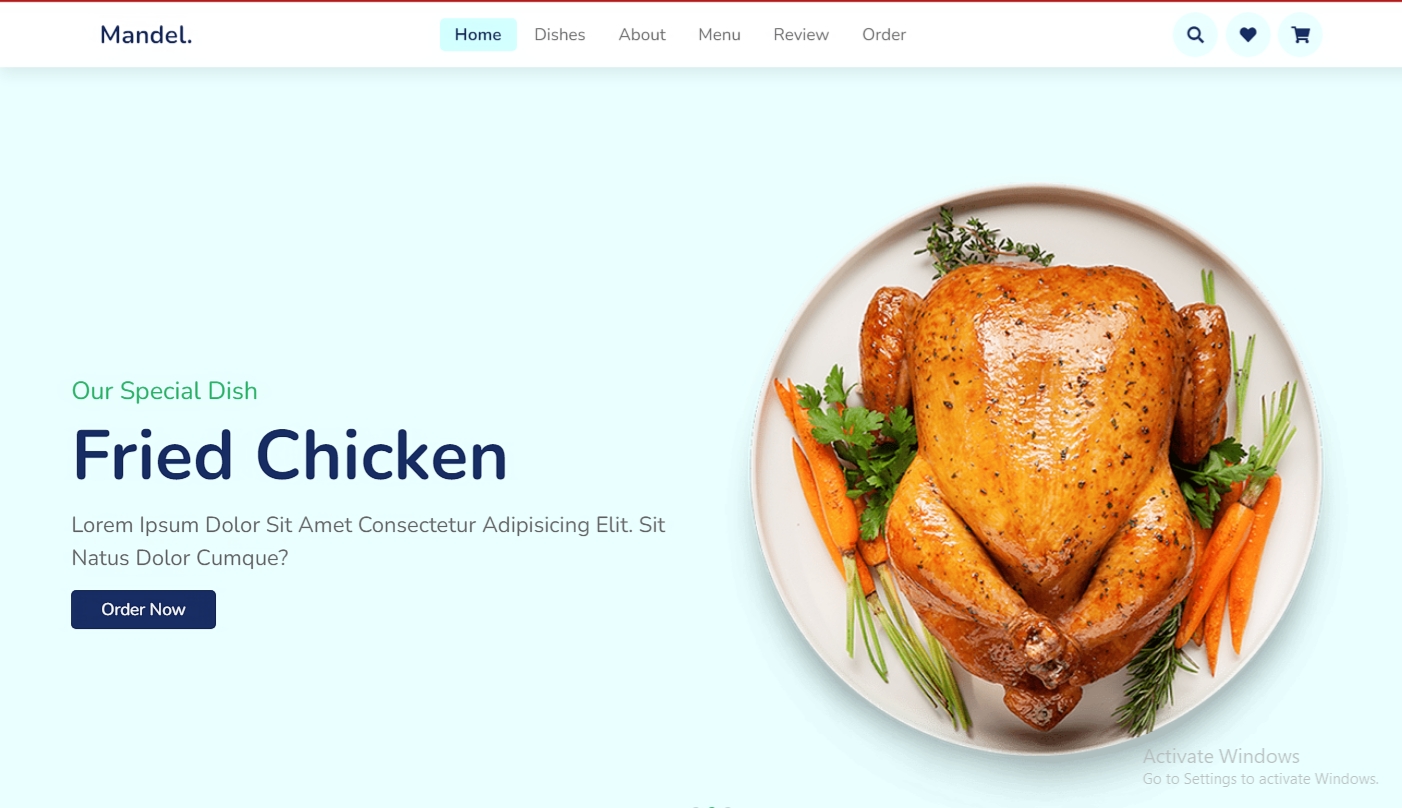 Mandel.
Home Dishes About Menu Review Order
Our Special Dish
Fried Chicken
Lorem Ipsum Dolor Sit Amet Consectetur Adipisicing Elit. Sit
Natus Dolor Cumque?
Order Now
Activate Windows
Go to Settings to activate Windows.